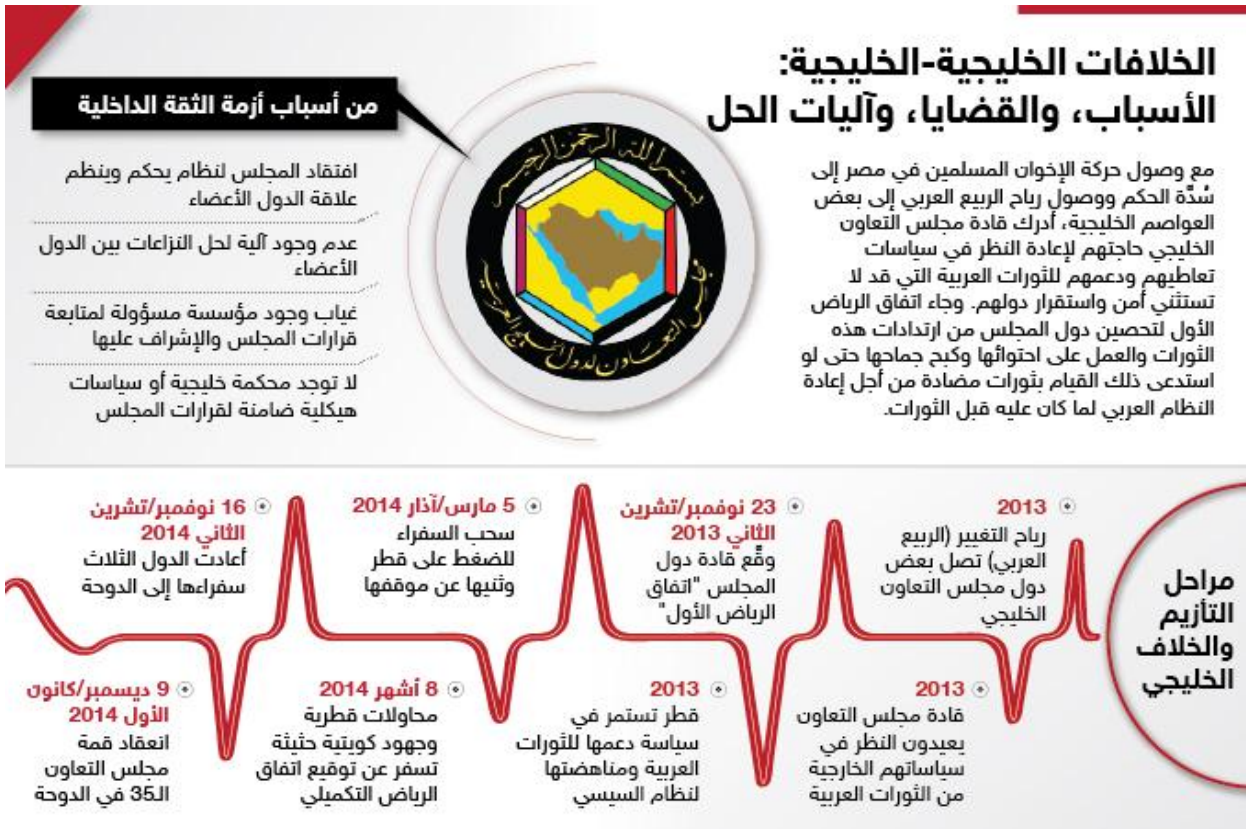 الخلافات الخليجية-الخليجية:
الأسباب، والقضايا، وآليات الحل
مع وصول حركة الإخوان المسلمين في مصر إلى
سُدَّة الحكم ووصول رياح الربيع العربي إلى بعض
العواصم الخليجية، أدرك قادة مجلس التعاون
الخليجي حاجتهم لإعادة النظر في سياسات
تعاطيهم ودعمهم للثورات العربية التي قد لا
تستثني أمن واستقرار دولهم. وجاء اتفاق الرياض
الأول لتحصين دول المجلس من ارتدادات هذه
الثورات والعمل على احتوائها وكبح جماحها حتى لو
استدعى ذلك القيام بثورات مضادة من أجل إعادة
النظام العربي لما كان عليه قبل الثورات.
بسم الله الرحمن الرحيم
مجلس التعاون لدول الخليج العربية
من أسباب أزمة الثقة الداخلية
افتقاد المجلس لنظام يحكم وينظم
علاقة الدول الأعضاء
عدم وجود آلية لحل النزاعات بين الدول
الأعضاء
غياب وجود مؤسسة مسؤولة لمتابعة
قرارات المجلس والإشراف عليها
لا توجد محكمة خليجية أو سياسات
هيكلية ضامنة لقرارات المجلس
مراحل
التأزيم
والخلاف
الخليجي
2013
رياح التغيير (الربيع
العربي) تصل بعض
دول مجلس التعاون
الخليجي
2013
قادة مجلس التعاون
يعيدون النظر في
سياساتهم الخارجية
من الثورات العربية
23 نوفمبر/تشرين
الثاني 2013
وقَّع قادة دول
المجلس "اتفاق
الرياض الأول"
2013
قطر تستمر في
سياسة دعمها للثورات
العربية ومناهضتها
لنظام السيسي
5 مارس/آذار 2014
سحب السفراء
للضغط على قطر
وثنيها عن موقفها
8 أشهر 2014
محاولات قطرية
وجهود كويتية حثيثة
تسفر عن توقيع اتفاق
الرياض التكميلي
16 نوفمبر/تشرين
الثاني 2014
أعادت الدول الثلاث
سفراءها إلى الدوحة
9 ديسمبر/كانون
الأول 2014
انعقاد قمة
مجلس التعاون
الـ35 في الدوحة